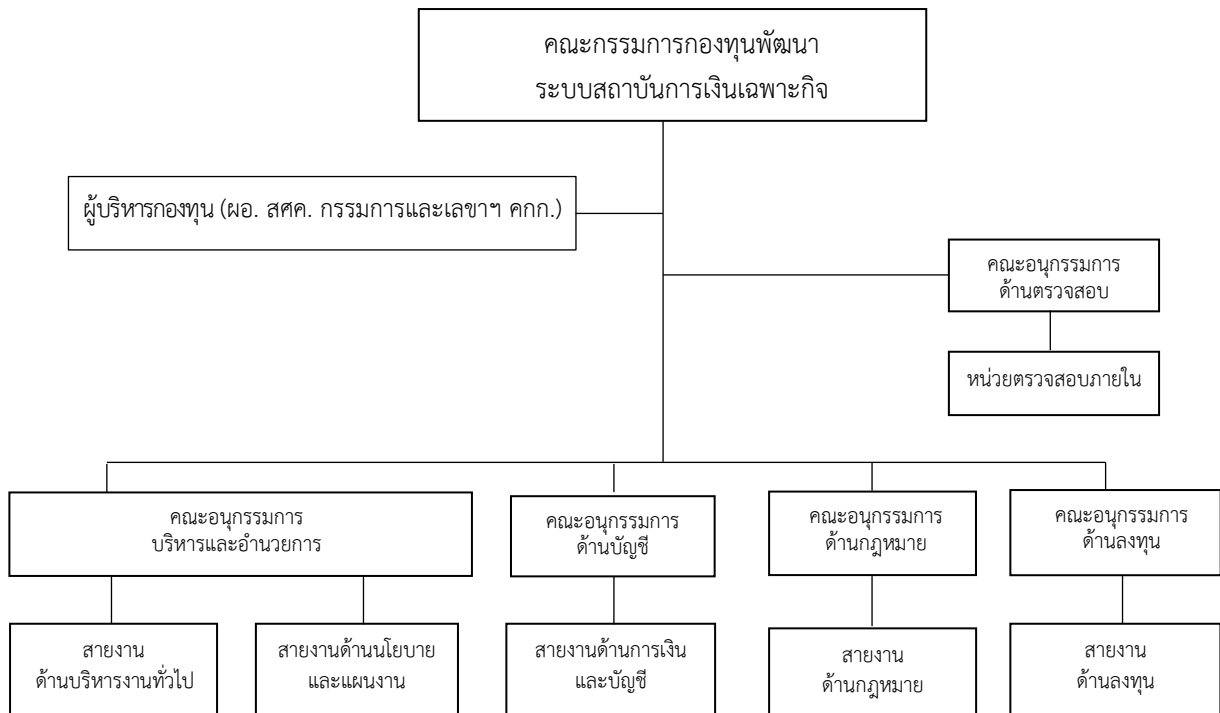 คณะกรรมการกองทุนพัฒนา
ระบบสถาบันการเงินเฉพาะกิจ
ผู้บริหารกองทุน (ผอ. สศค. กรรมการและเลขาฯ คกก.)
คณะอนุกรรมการ
ด้านตรวจสอบ
หน่วยตรวจสอบภายใน
คณะอนุกรรมการ
บริหารและอำนวยการ
คณะอนุกรรมการ
ด้านบัญชี
คณะอนุกรรมการ
ด้านกฎหมาย
คณะอนุกรรมการ
ด้านลงทุน
สายงาน
ด้านบริหารงานทั่วไป
สายงานด้านนโยบาย
และแผนงาน
สายงานด้านการเงิน
และบัญชี
สายงาน
ด้านกฎหมาย
สายงาน
ด้านลงทุน